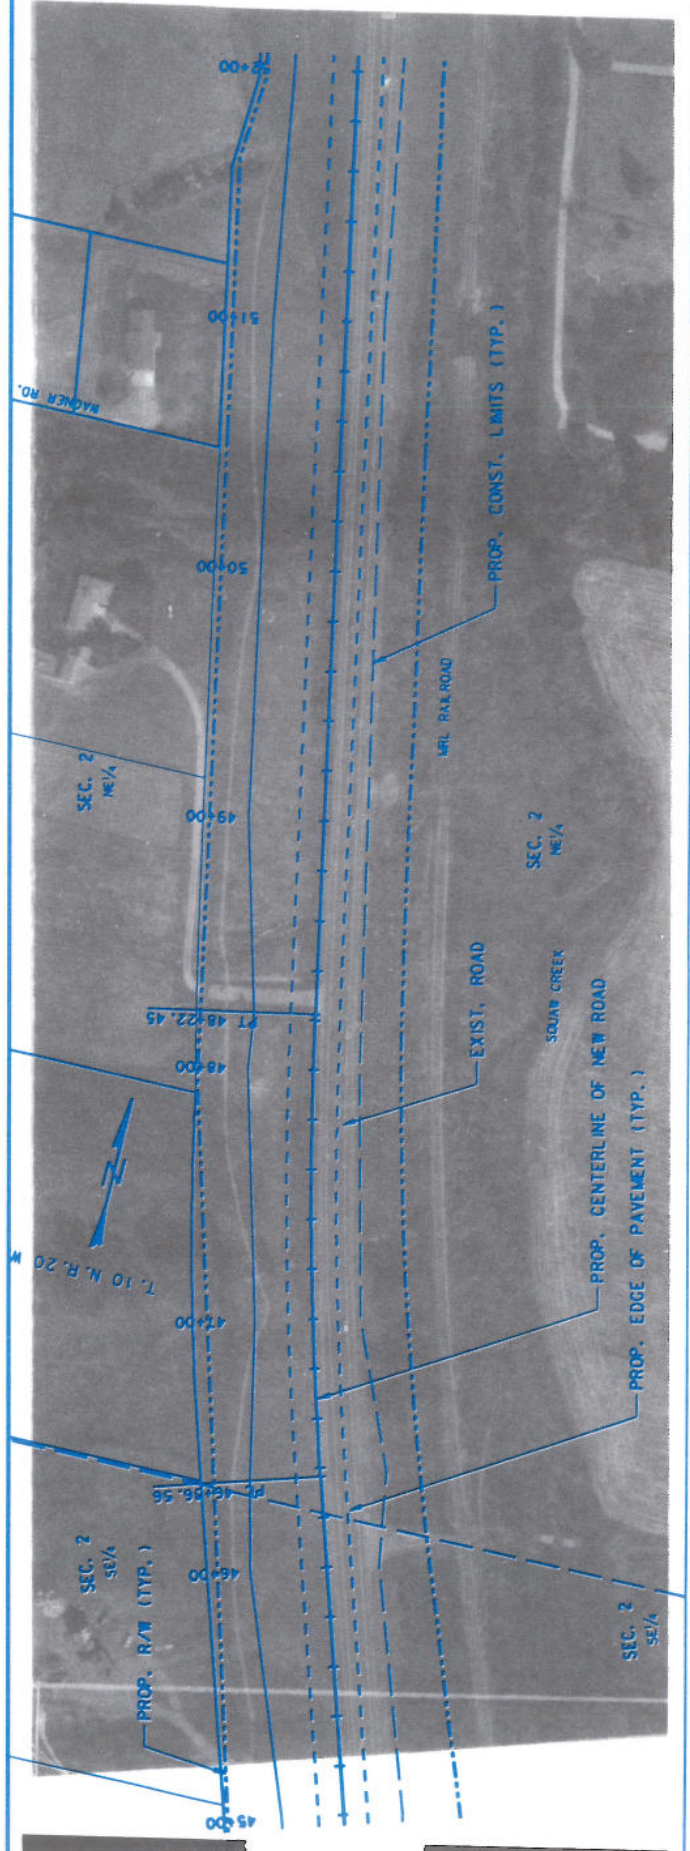 52+00
51+00
WAGNER RD.
PROP. CONST. LIMITS (TYP.)
50+00
MRL RAILROAD
SEC. 2
NE¼
49+00
SEC. 2
NE¼
EXIST. ROAD
SQUAW CREEK
PT 48+22.45
48+00
PROP. CENTERLINE OF NEW ROAD
PROP. EDGE OF PAVEMENT (TYP.)
N
T. 10 N. R. 20 W
47+00
46+36.56
SEC. 2
SE¼
46+00
PROP. R/W (TYP.)
SEC. 2
SE¼
45+00